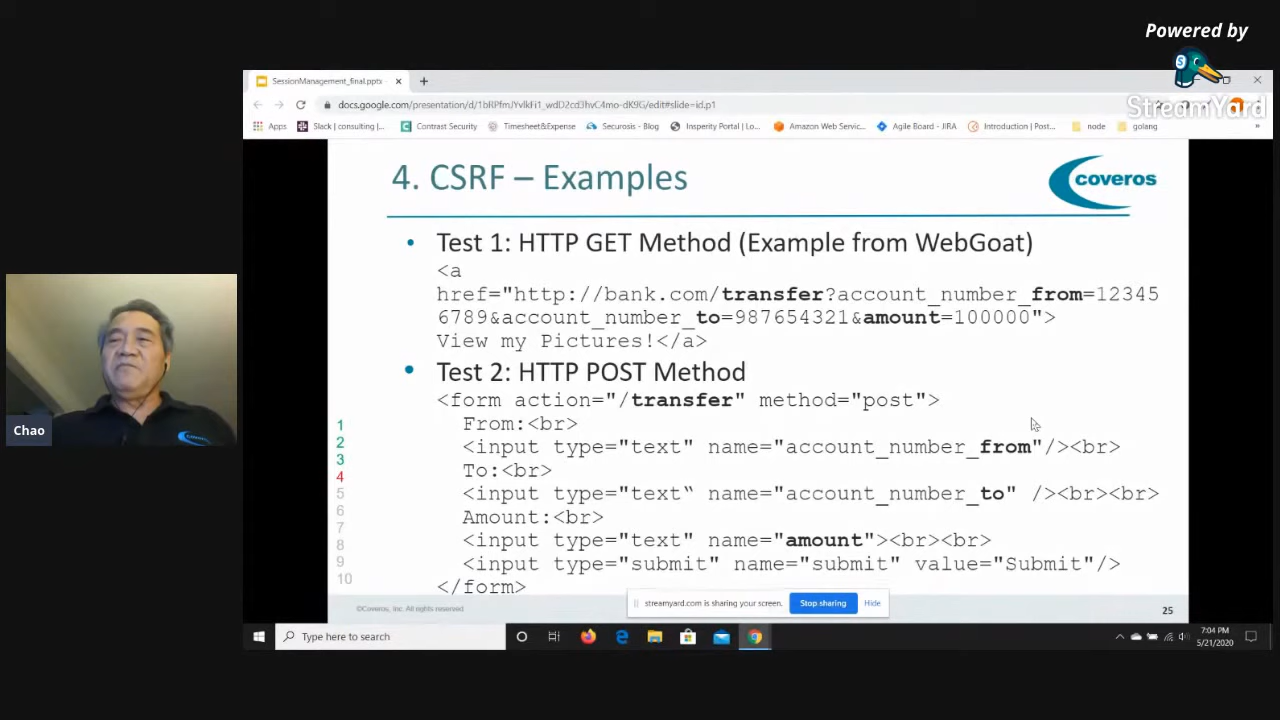 Powered by
StreamYard
SessionManagement_final.pptx
docs.google.com/presentation/d/1bRPfmJYvlkFi1_wdD2cd3hvC4mo-dK9G/edit#slide=id.p1
Apps
Slack | consulting |...
Contrast Security
Timesheet&Expense
Securosis - Blog
Insperity Portal | Lo...
Amazon Web Servic...
Agile Board - JIRA
Introduction | Post...
node
golang
4. CSRF – Examples
coveros
• Test 1: HTTP GET Method (Example from WebGoat)
<a
href="http://bank.com/transfer?account_number_from=12345
6789&account_number_to=987654321&amount=100000">
View my Pictures!</a>
• Test 2: HTTP POST Method
<form action="/transfer" method="post">
From:<br>
<input type="text" name="account_number_from"/><br>
To:<br>
<input type="text‟ name="account_number_to" /><br><br>
Amount:<br>
<input type="text" name="amount"><br><br>
<input type="submit" name="submit" value="Submit"/>
</form>
1
2
3
4
5
6
7
8
9
10
Chao
©Coveros, Inc. All rights reserved.
25
streamyard.com is sharing your screen.
Stop sharing
Hide
Type here to search
7:04 PM
5/21/2020